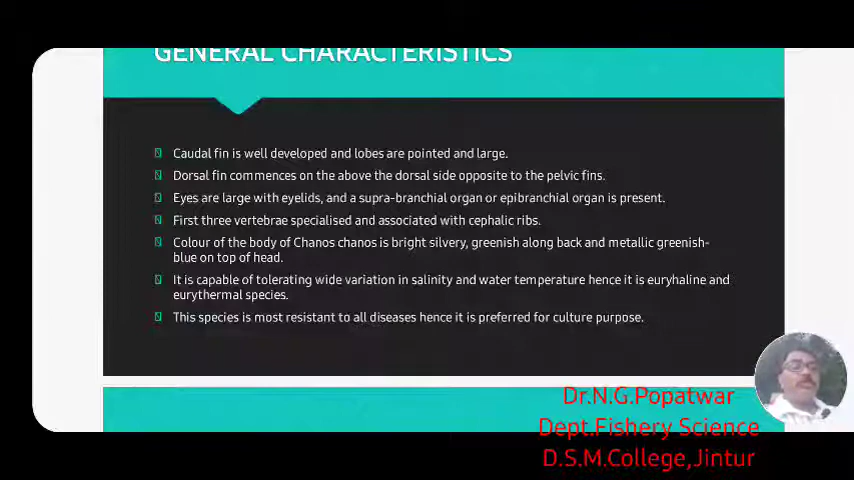 GENERAL CHARACTERISTICS
Caudal fin is well developed and lobes are pointed and large.
Dorsal fin commences on the above the dorsal side opposite to the pelvic fins.
Eyes are large with eyelids, and a supra-branchial organ or epibranchial organ is present.
First three vertebrae specialised and associated with cephalic ribs.
Colour of the body of Chanos chanos is bright silvery, greenish along back and metallic greenish-
blue on top of head.
It is capable of tolerating wide variation in salinity and water temperature hence it is euryhaline and
eurythermal species.
This species is most resistant to all diseases hence it is preferred for culture purpose.
Dr.N.G.Popatwar
Dept.Fishery Science
D.S.M.College,Jintur